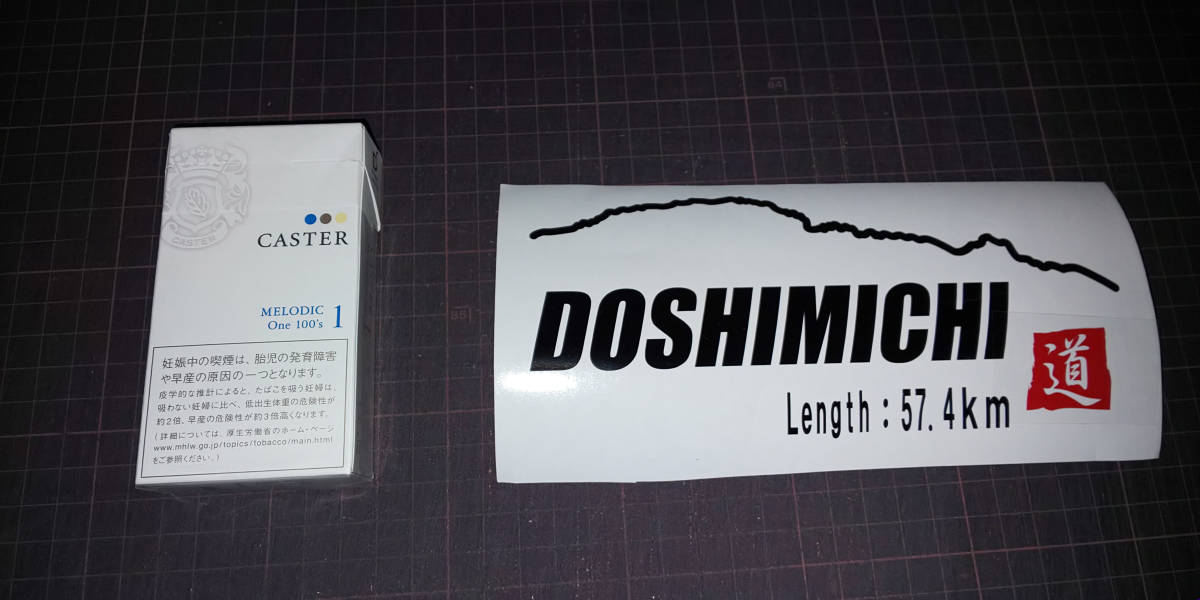 CASTER
CASTER
MELODIC
One 100's 1
妊娠中の喫煙は、胎児の発育障害
や早産の原因の一つとなります。
疫学的な推計によると、たばこを吸う妊婦は、
吸わない妊婦に比べ、低出生体重の危険性が
約2倍、早産の危険性が約3倍高くなります。
(詳細については、厚生労働省のホーム・ページ
www.mhlw.go.jp/topics/tobacco/main.html
をご参照ください。)
DOSHIMICHI
道
Length：57.4km